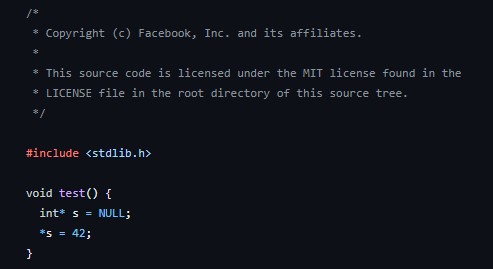 /*
 * Copyright (c) Facebook, Inc. and its affiliates.
 *
 * This source code is licensed under the MIT license found in the
 * LICENSE file in the root directory of this source tree.
 */

#include <stdlib.h>

void test() {
  int* s = NULL;
  *s = 42;
}